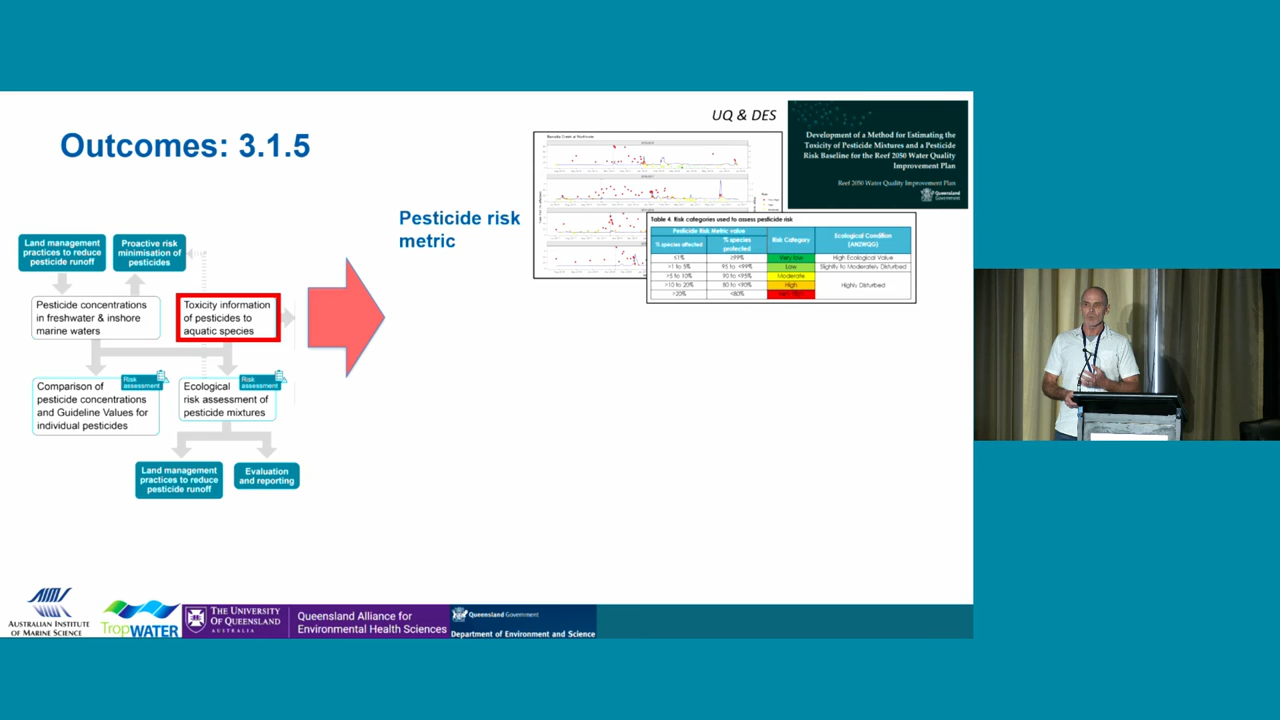 Outcomes: 3.1.5
UQ & DES
Development of a Method for Estimating the
Toxicity of Pesticide Mixtures and a Pesticide
Risk Baseline for the Reef 2050 Water Quality
Improvement Plan
Reef 2050 Water Quality Improvement Plan
Queensland
Government
Pesticide risk
metric
Table 4. Risk categories used to assess pesticide risk
Pesticide Risk Metric value
% species affected
% species
protected
Risk Category
Ecological Condition
(ANZWQG)
≤1%
≥99%
Very low
High Ecological Value
>1 to 5%
95 to <99%
Low
Slightly to Moderately Disturbed
>5 to 10%
90 to <95%
Moderate
>10 to 20%
80 to <90%
High
Highly Disturbed
>20%
<80%
Very High
Land management
practices to reduce
pesticide runoff
Proactive risk
minimisation of
pesticides
Pesticide concentrations
in freshwater & inshore
marine waters
Toxicity information
of pesticides to
aquatic species
Risk
assessment
Comparison of
pesticide concentrations
and Guideline Values for
individual pesticides
Risk
assessment
Ecological
risk assessment of
pesticide mixtures
Land management
practices to reduce
pesticide runoff
Evaluation
and reporting
AIMS
AUSTRALIAN INSTITUTE
OF MARINE SCIENCE
TropWATER
THE UNIVERSITY
OF QUEENSLAND
AUSTRALIA
Queensland Alliance for
Environmental Health Sciences
Queensland Government
Department of Environment and Science